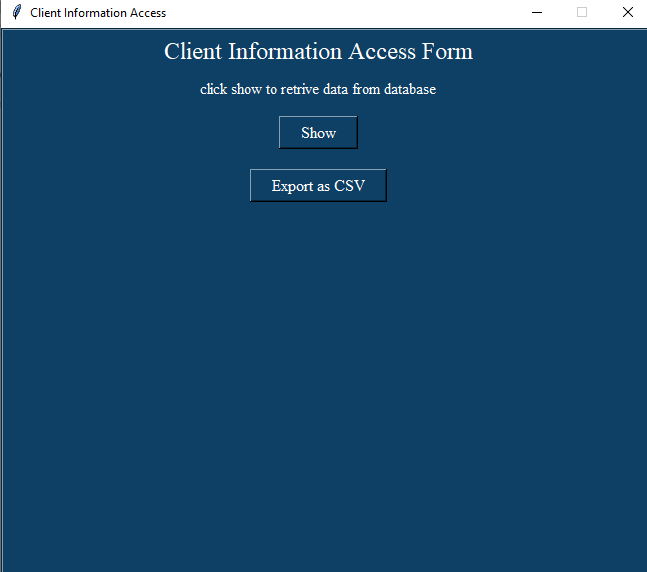 Client Information Access
Client Information Access Form
click show to retrive data from database
Show
Export as CSV